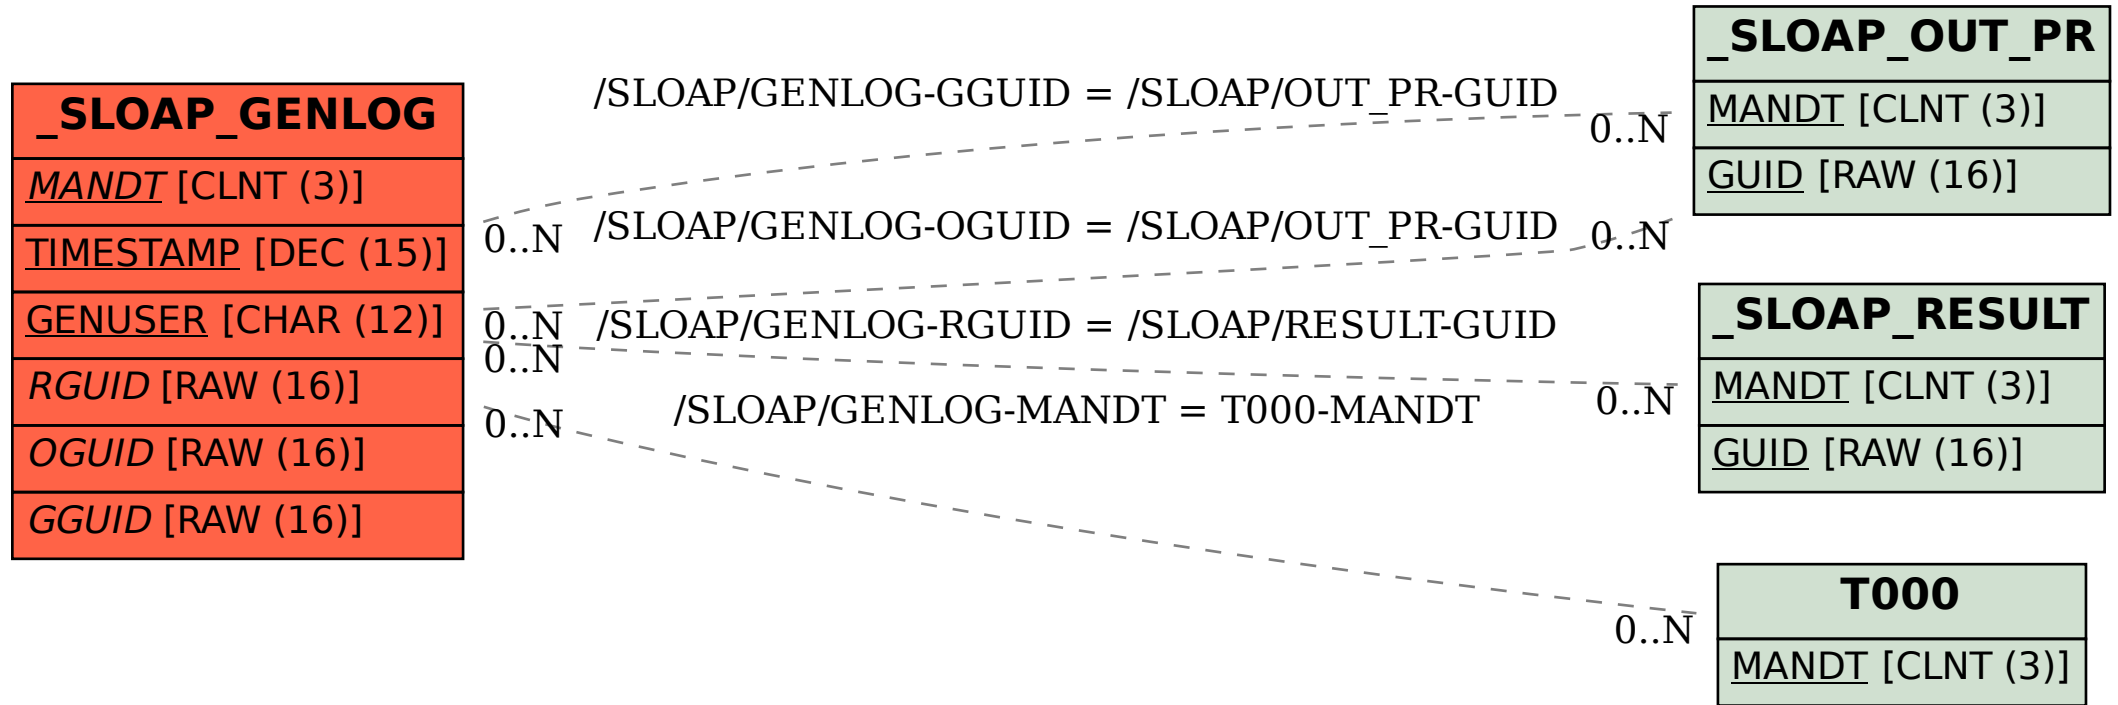 _SLOAP_GENLOG
MANDT [CLNT (3)]
TIMESTAMP [DEC (15)]
GENUSER [CHAR (12)]
RGUID [RAW (16)]
OGUID [RAW (16)]
GGUID [RAW (16)]
/SLOAP/GENLOG-GGUID = /SLOAP/OUT_PR-GUID
0..N
0..N
/SLOAP/GENLOG-OGUID = /SLOAP/OUT_PR-GUID
0..N
0..N
/SLOAP/GENLOG-RGUID = /SLOAP/RESULT-GUID
0..N
0..N
/SLOAP/GENLOG-MANDT = T000-MANDT
0..N
0..N
_SLOAP_OUT_PR
MANDT [CLNT (3)]
GUID [RAW (16)]
_SLOAP_RESULT
MANDT [CLNT (3)]
GUID [RAW (16)]
T000
MANDT [CLNT (3)]